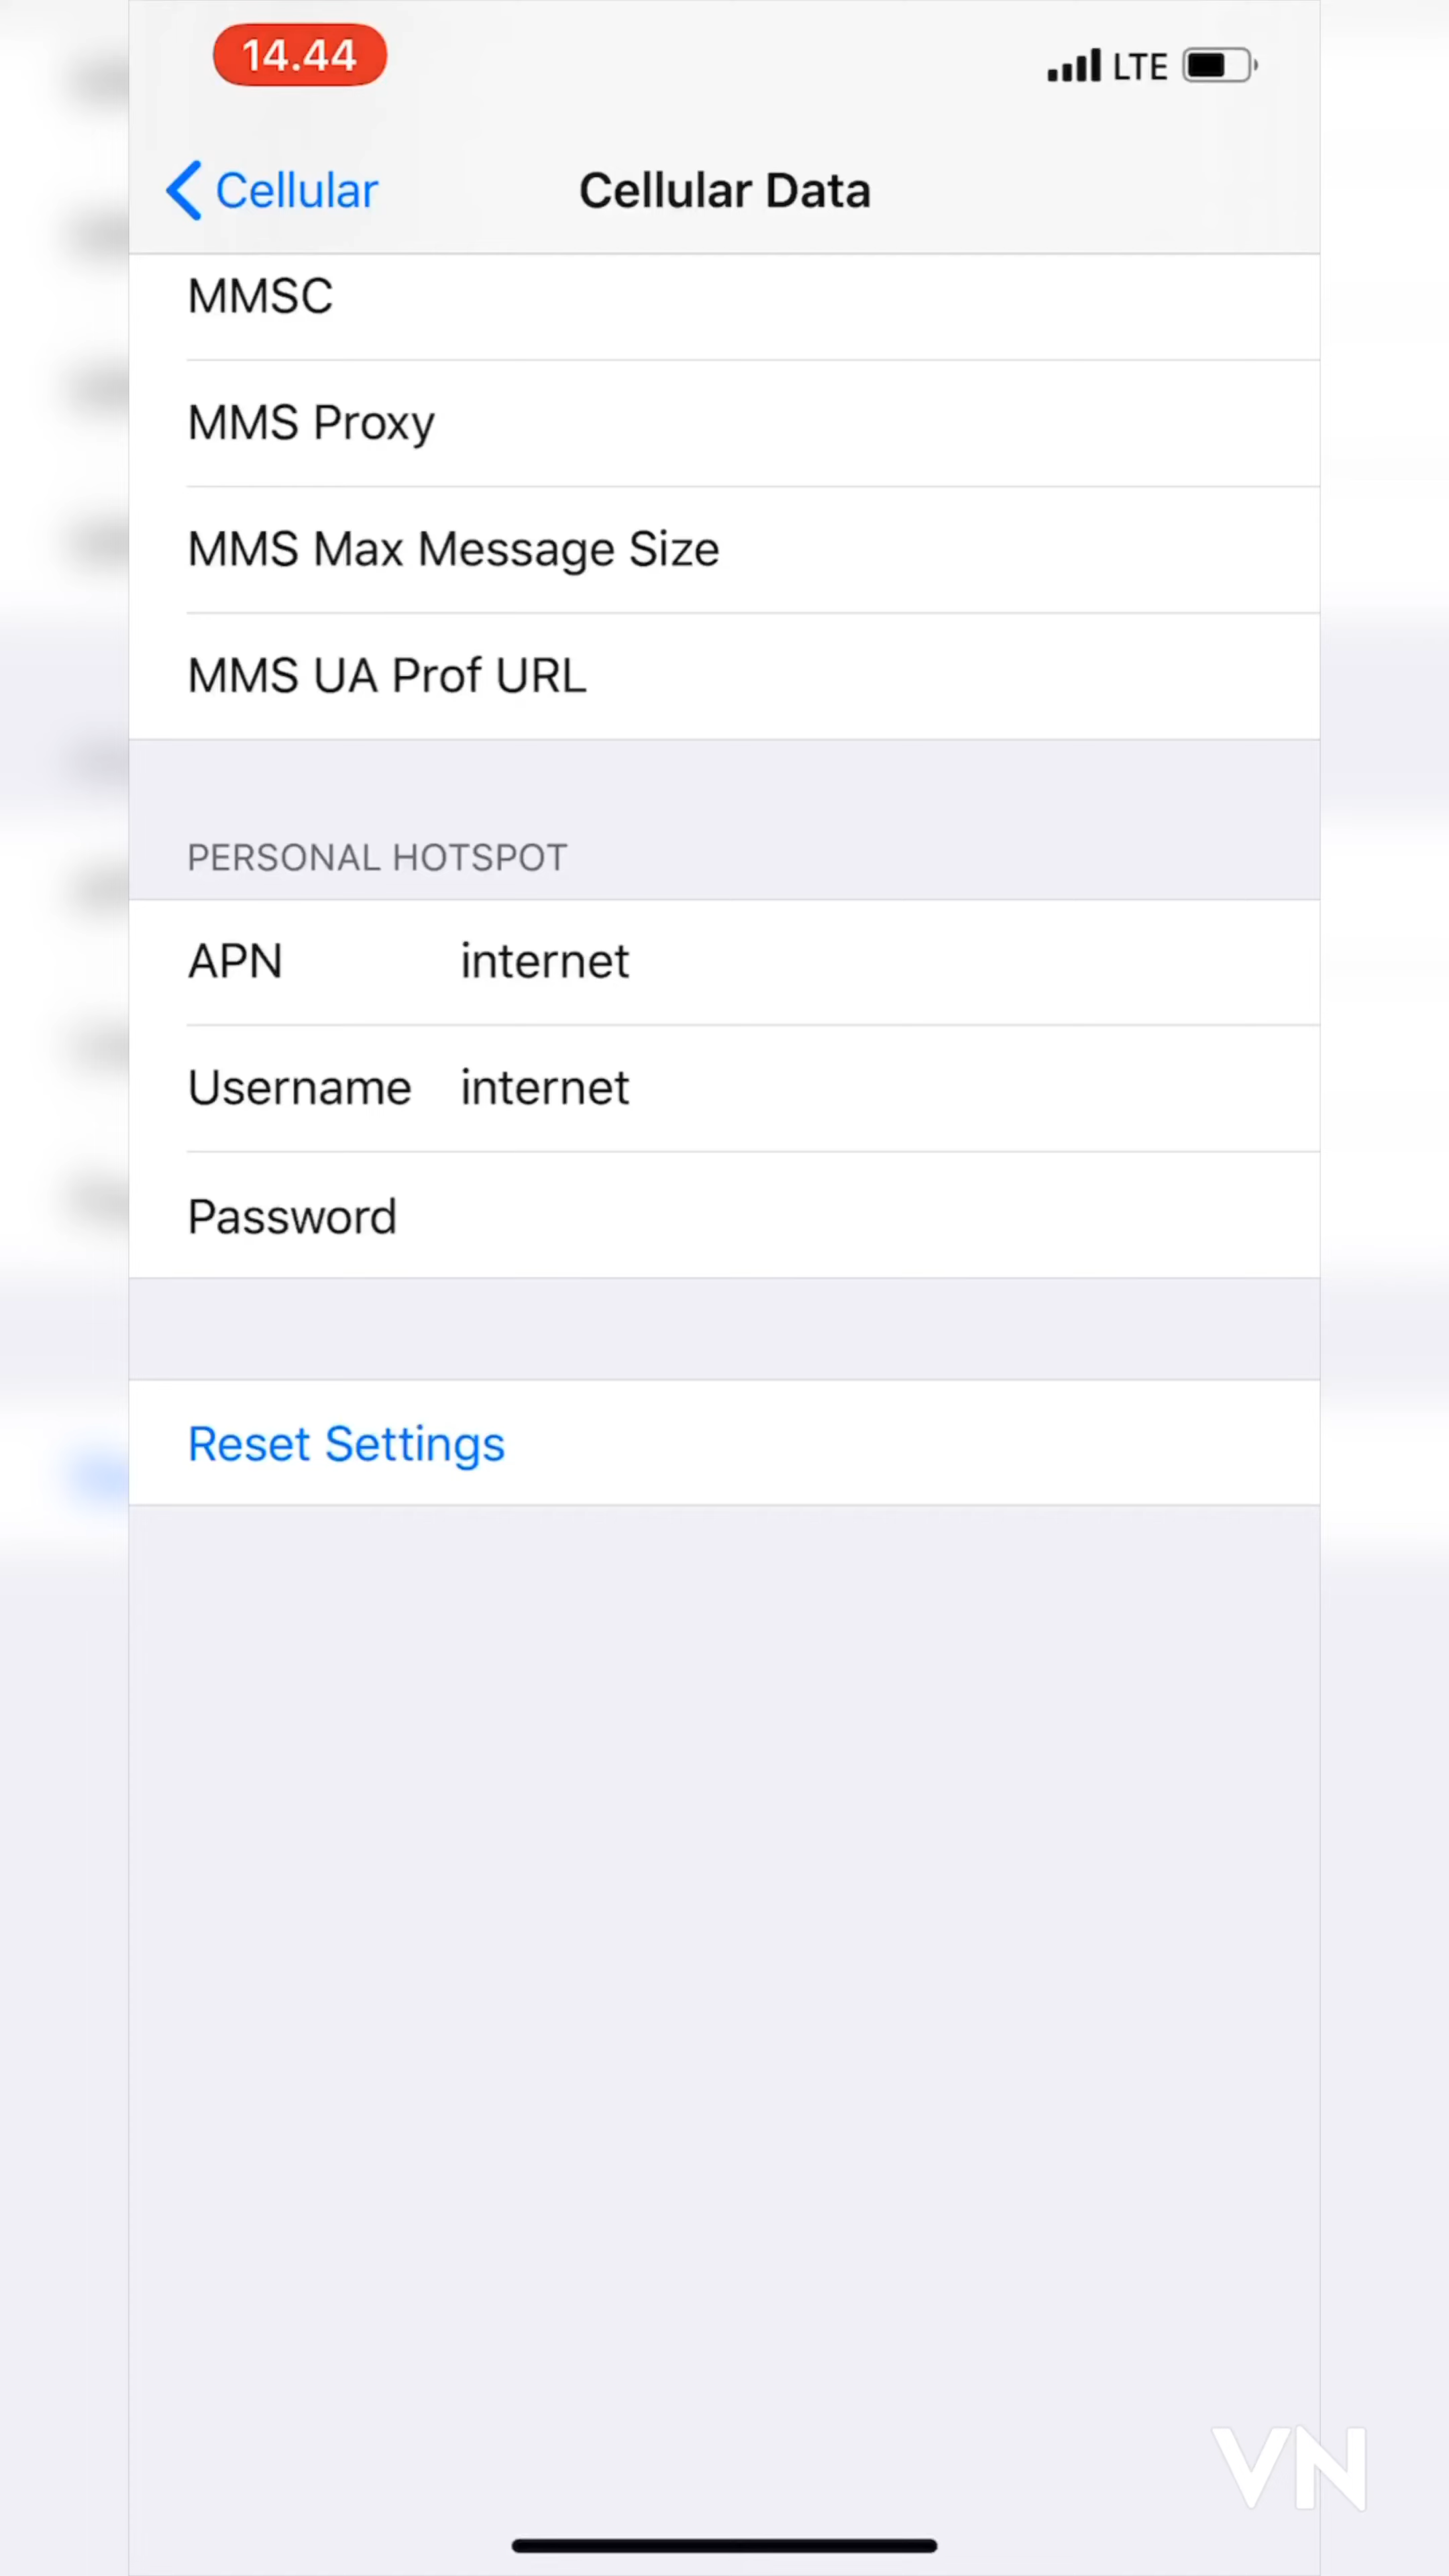 14.44
LTE
Cellular
Cellular Data
MMSC
MMS Proxy
MMS Max Message Size
MMS UA Prof URL
PERSONAL HOTSPOT
APN internet
Username internet
Password
Reset Settings
VN